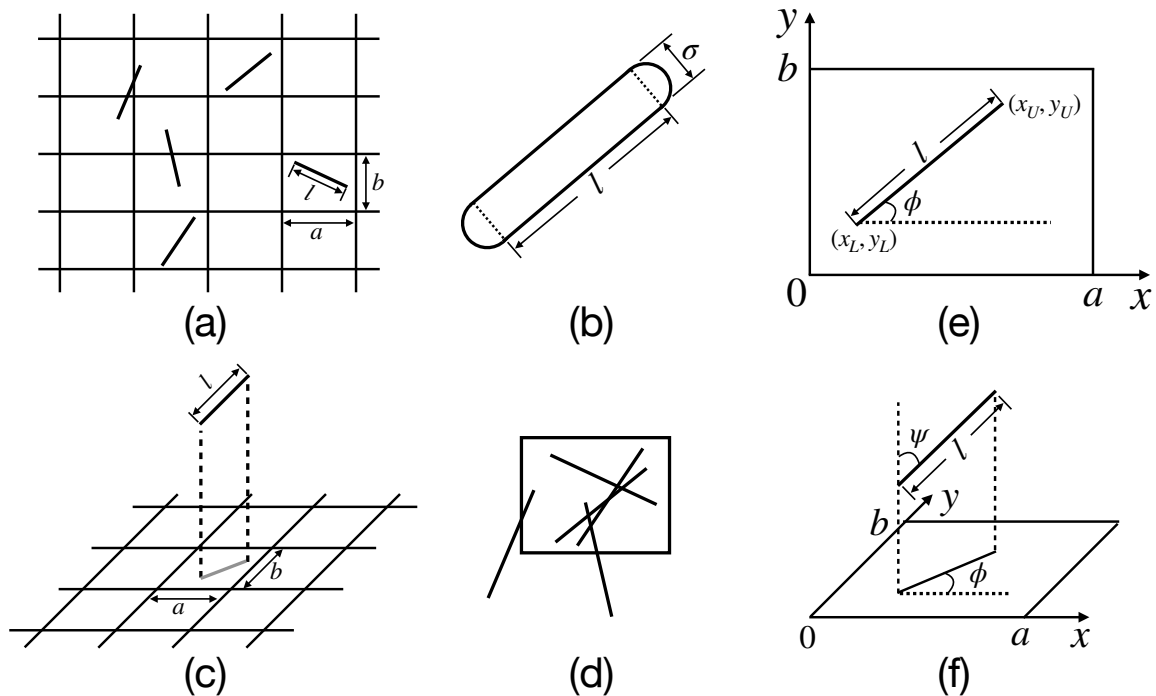 l
b
a
(a)
σ
l
(b)
y
b
(x_U, y_U)
l
ϕ
(x_L, y_L)
0
a
x
(e)
l
b
a
(c)
(d)
ψ
l
y
b
ϕ
0
a
x
(f)